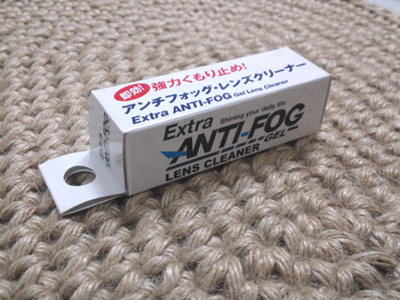 即効! 強力くもり止め!
アンチフォッグ・レンズクリーナー
Extra ANTI-FOG Gel Lens Cleaner
Extra Shining your daily life
ANTI-FOG
GEL
LENS CLEANER